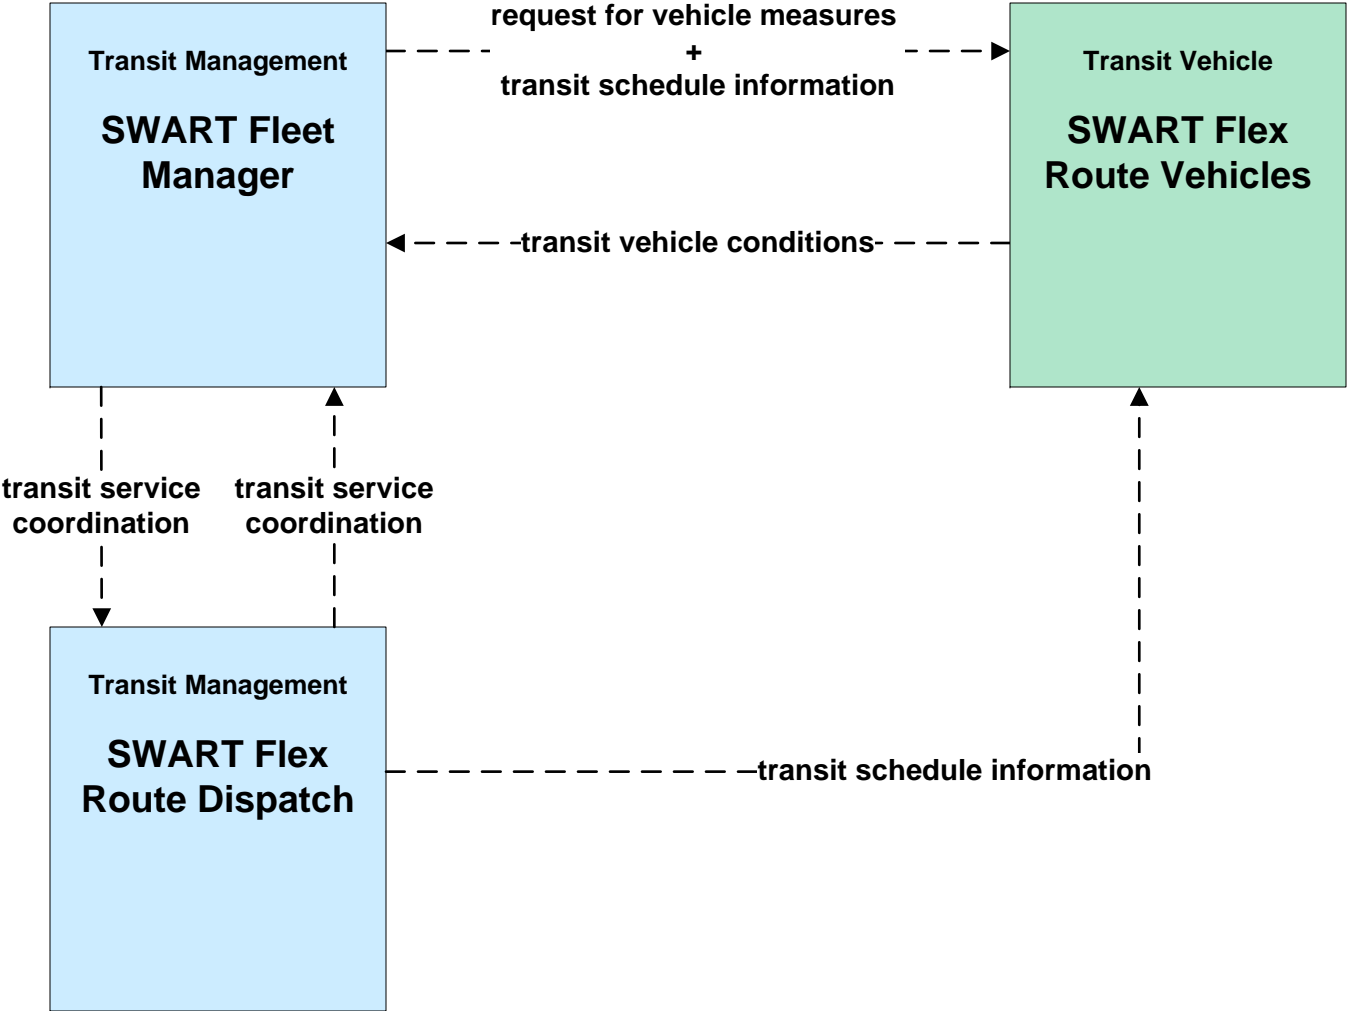 request for vehicle measures
+
transit schedule information
Transit Management
SWART Fleet
Manager
Transit Vehicle
SWART Flex
Route Vehicles
transit vehicle conditions
transit service
coordination
transit service
coordination
Transit Management
SWART Flex
Route Dispatch
transit schedule information